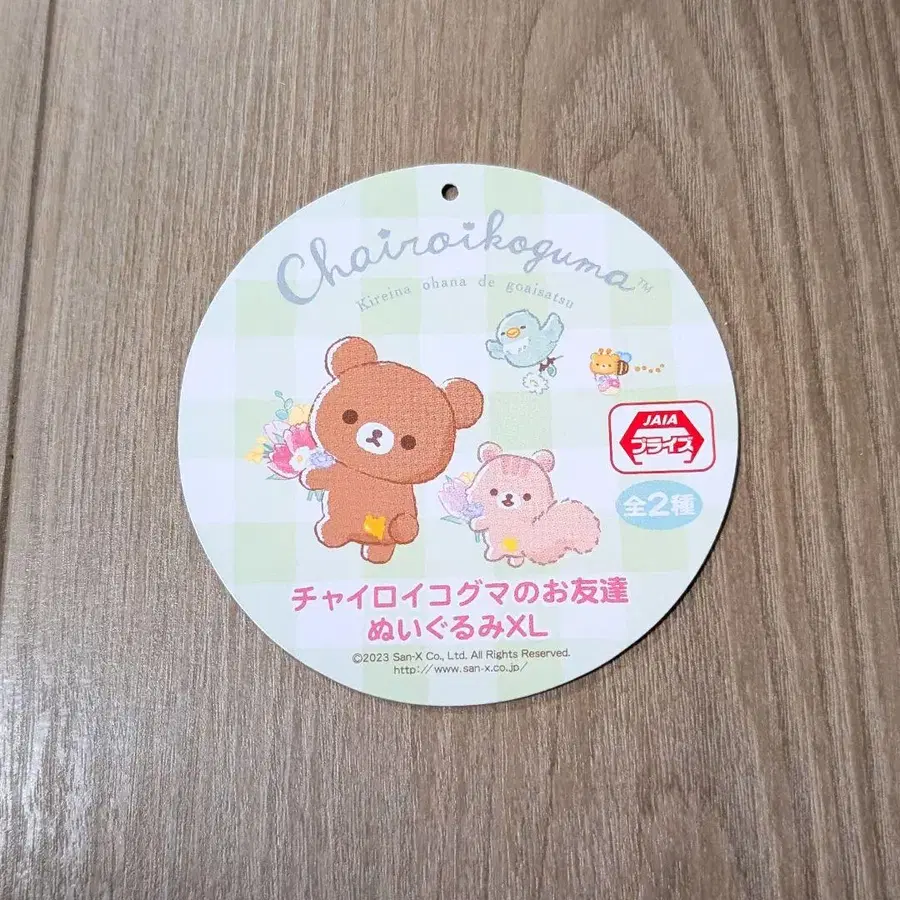 Chairoikoguma™
Kireina ohana de goaisatsu
JAIA
プライズ
全2種
チャイロイコグマのお友達
ぬいぐるみXL
©2023 San-X Co., Ltd. All Rights Reserved.
http://www.san-x.co.jp/